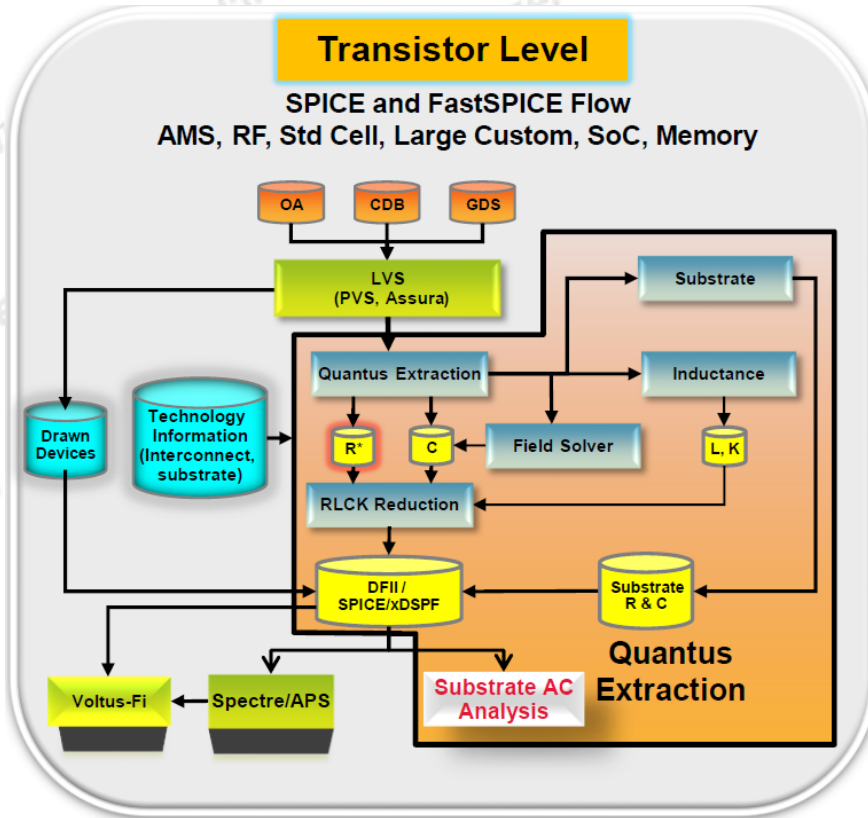 Transistor Level
SPICE and FastSPICE Flow
AMS, RF, Std Cell, Large Custom, SoC, Memory
OA
CDB
GDS
LVS
(PVS, Assura)
Substrate
Quantus Extraction
Inductance
Drawn
Devices
Technology
Information
(Interconnect,
substrate)
R*
C
Field Solver
L, K
RLCK Reduction
DFII /
SPICE/xDSPF
Substrate
R & C
Quantus
Extraction
Voltus-Fi
Spectre/APS
Substrate AC
Analysis